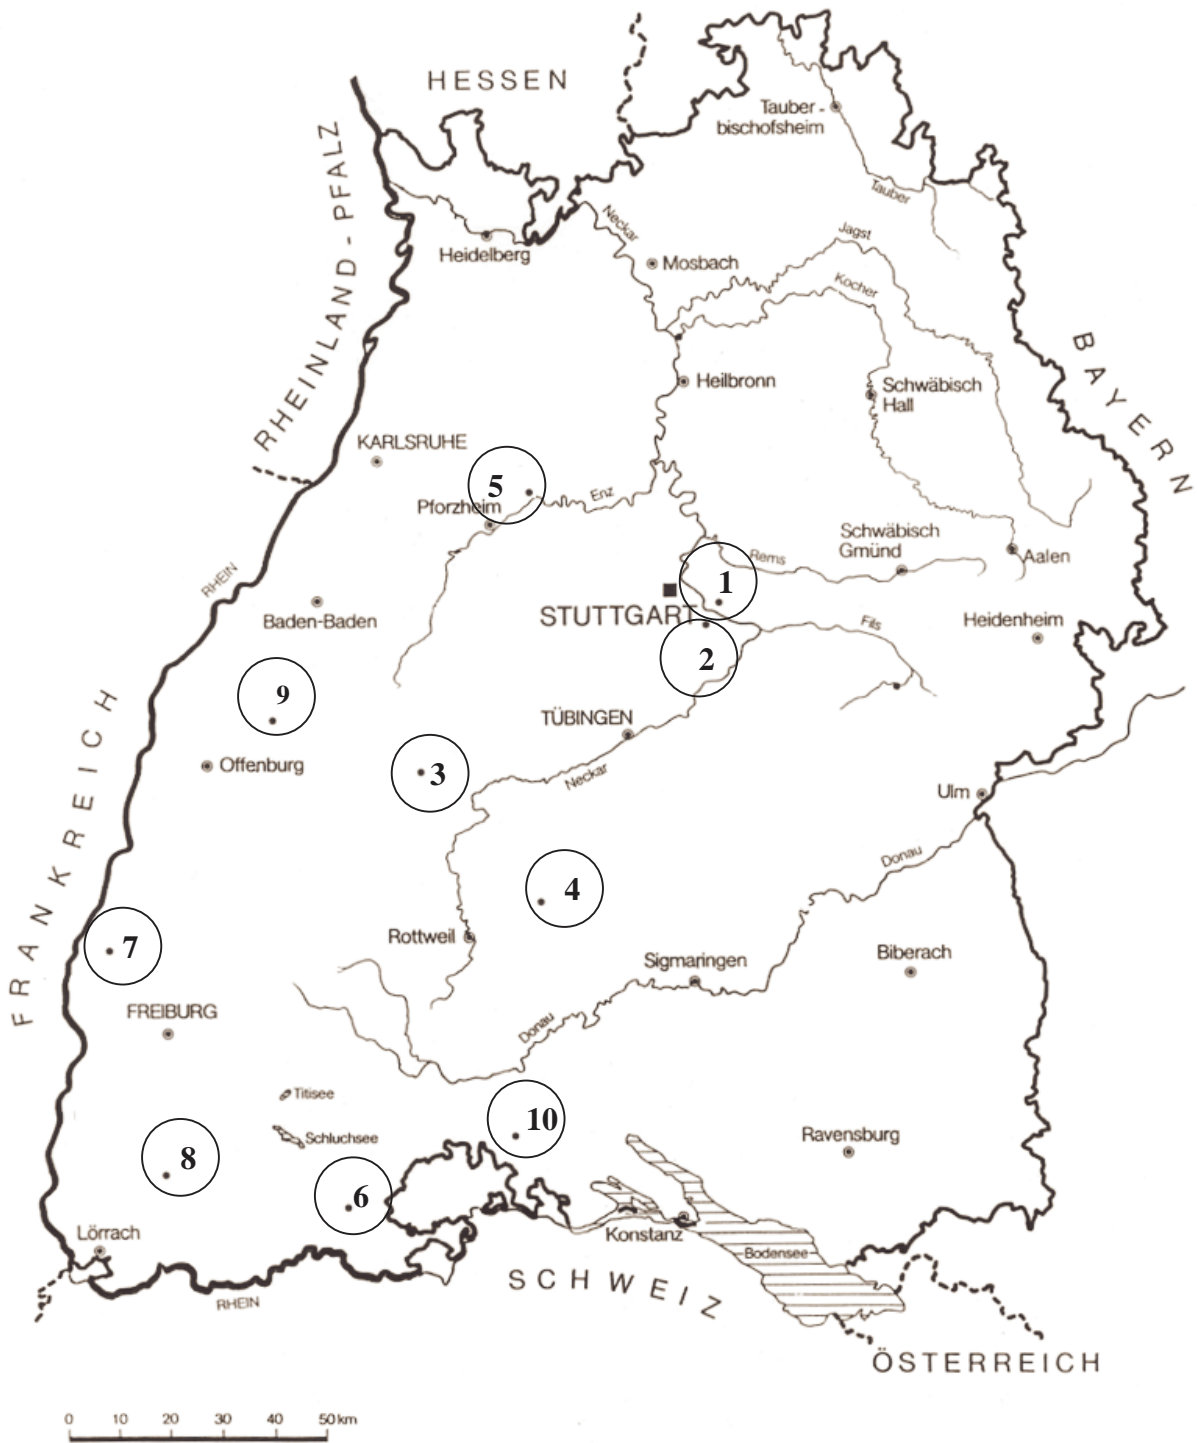 HESSEN
RHEINLAND-PFALZ
Tauber-
bischofsheim
Tauber
Neckar
Heidelberg
Mosbach
Jagst
Kocher
BAYERN
Heilbronn
Schwäbisch
Hall
KARLSRUHE
5
Pforzheim
Enz
Schwäbisch
Gmünd
Aalen
Rems
1
RHEIN
STUTTGART
Baden-Baden
Fils
Heidenheim
2
9
TÜBINGEN
Offenburg
3
Neckar
Ulm
FRANKREICH
Donau
4
7
Rottweil
Sigmaringen
Biberach
FREIBURG
Donau
Titisee
10
Schluchsee
Ravensburg
8
6
Lörrach
Konstanz
Bodensee
RHEIN
SCHWEIZ
ÖSTERREICH
0 10 20 30 40 50 km